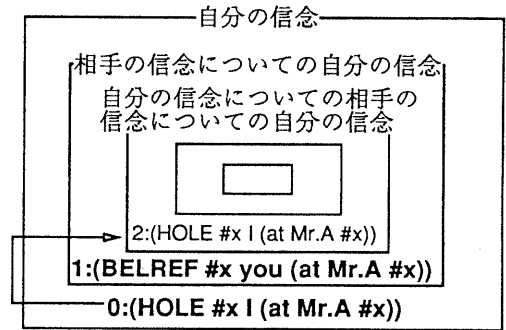 自分の信念
相手の信念についての自分の信念
自分の信念についての相手の
信念についての自分の信念
2:(HOLE #x I (at Mr.A #x))
1:(BELREF #x you (at Mr.A #x))
0:(HOLE #x I (at Mr.A #x))